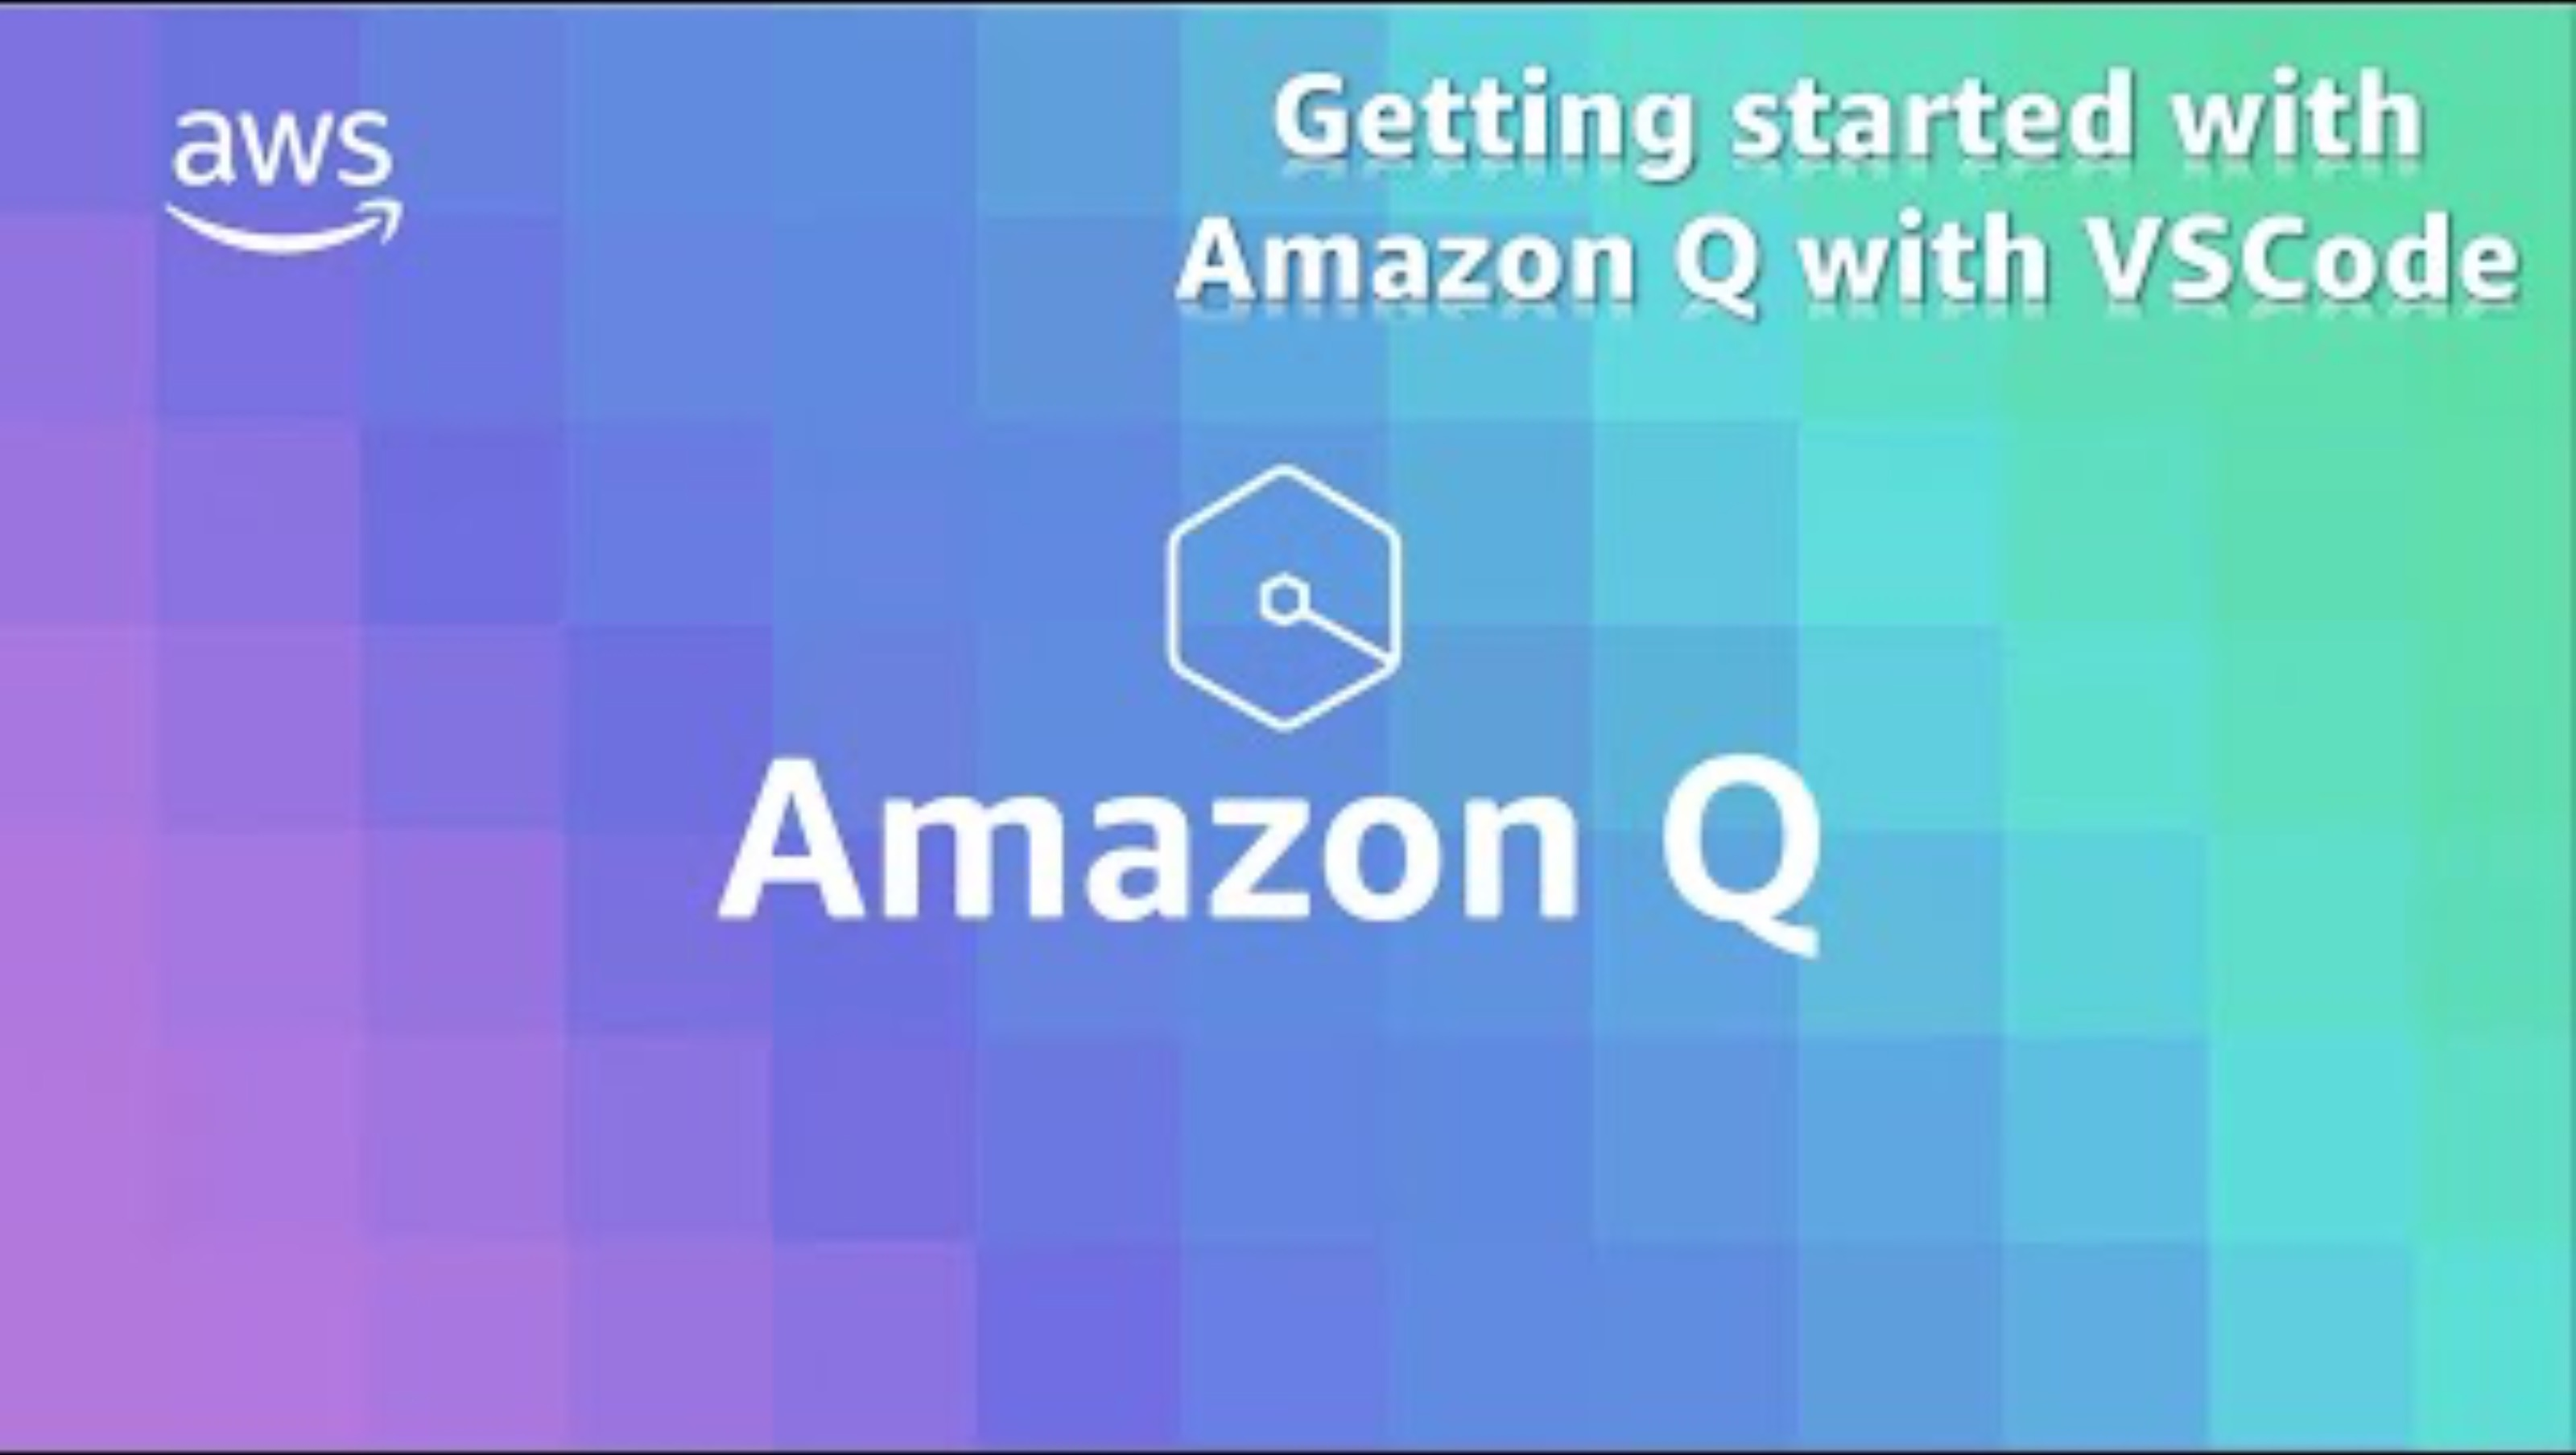 aws
Getting started with
Amazon Q with VSCode
Amazon Q